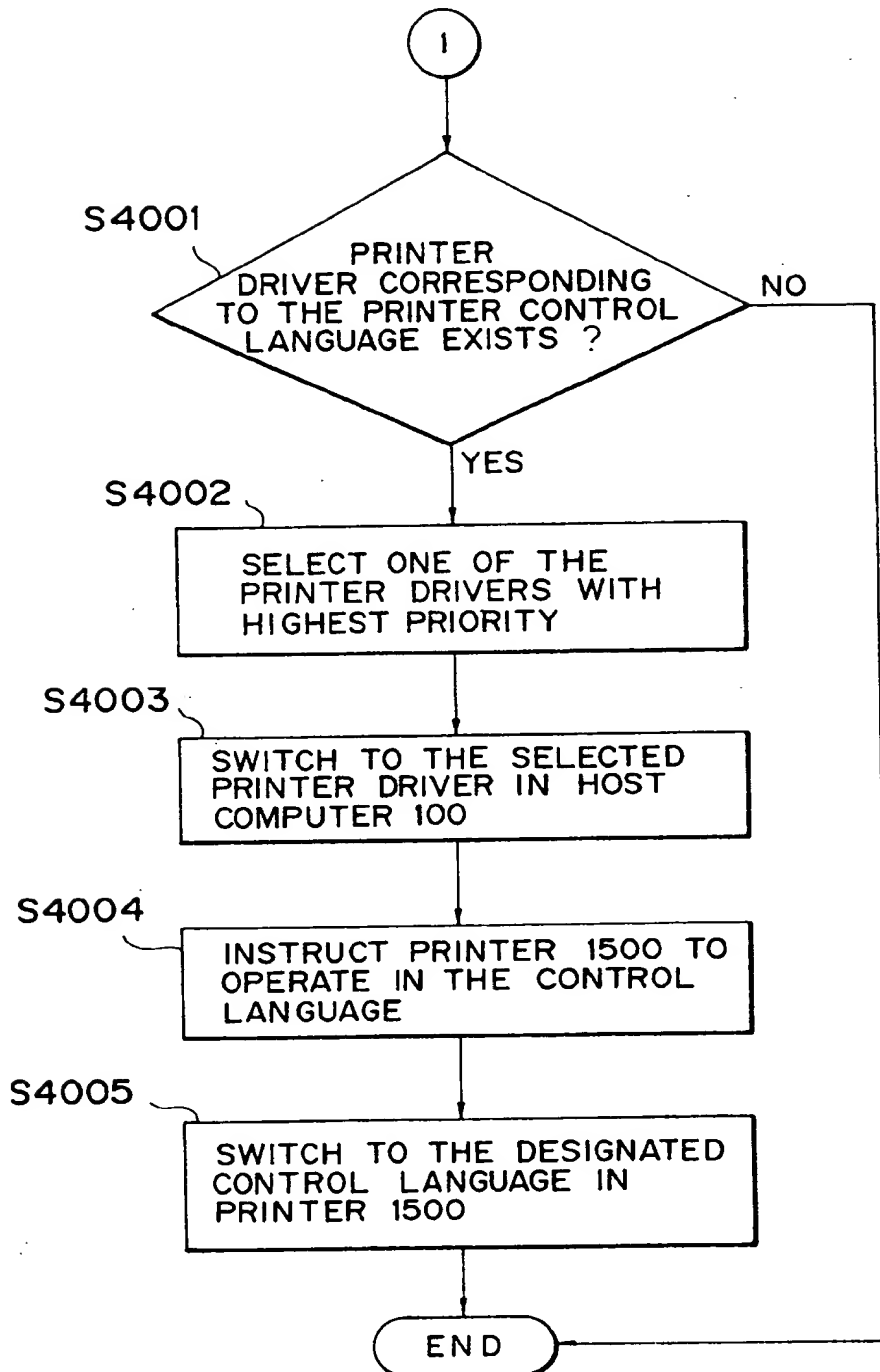 1
S4001
PRINTER
DRIVER CORRESPONDING
TO THE PRINTER CONTROL
LANGUAGE EXISTS ?
NO
YES
S4002
SELECT ONE OF THE
PRINTER DRIVERS WITH
HIGHEST PRIORITY
S4003
SWITCH TO THE SELECTED
PRINTER DRIVER IN HOST
COMPUTER 100
S4004
INSTRUCT PRINTER 1500 TO
OPERATE IN THE CONTROL
LANGUAGE
S4005
SWITCH TO THE DESIGNATED
CONTROL LANGUAGE IN
PRINTER 1500
END